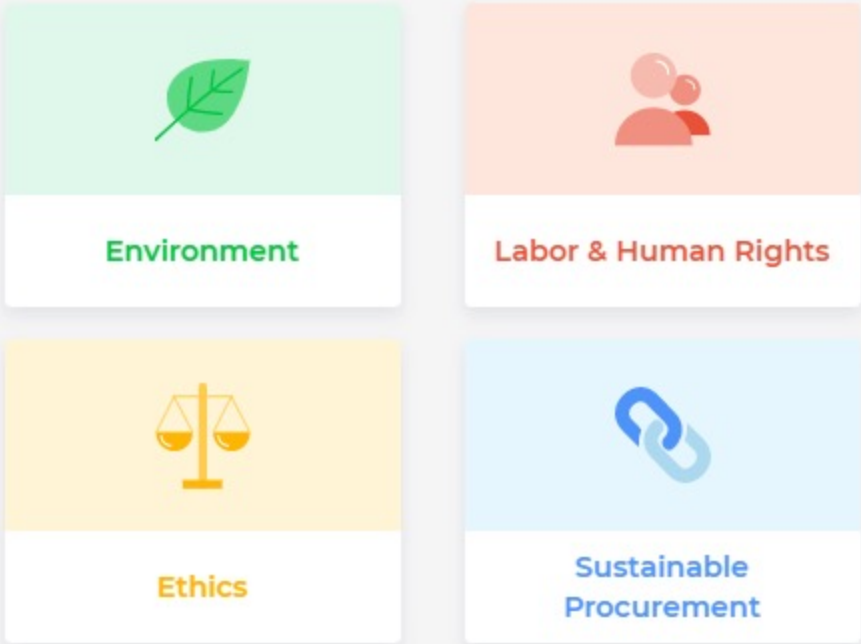 Environment
Labor & Human Rights
Ethics
Sustainable
Procurement